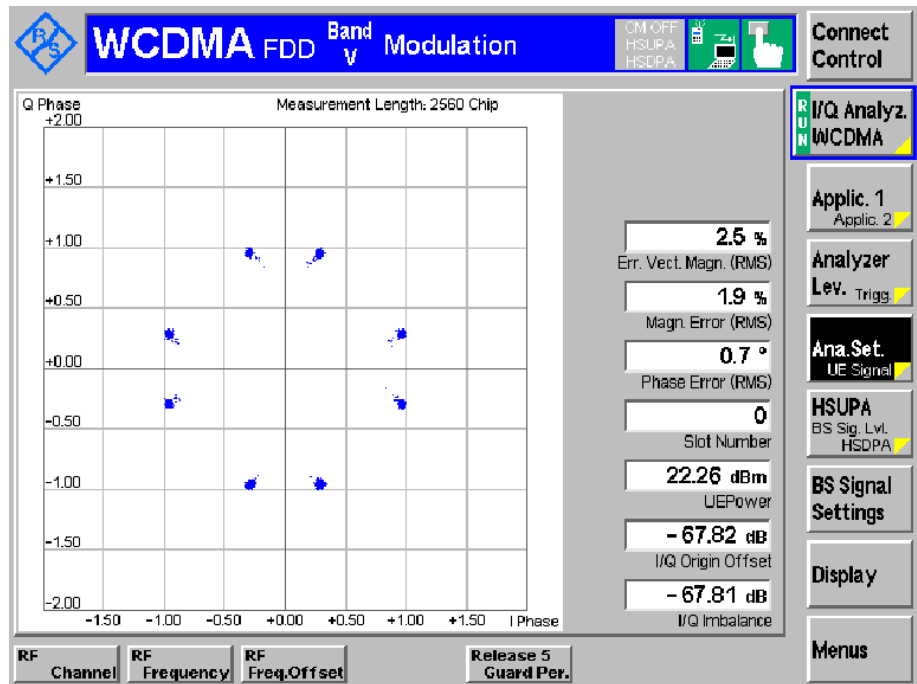 R&S
WCDMA FDD Band V Modulation
CM OFF
HSUPA
HSDPA
Connect Control
Q Phase
Measurement Length: 2560 Chip
+2.00
+1.50
+1.00
+0.50
+0.00
-0.50
-1.00
-1.50
-2.00
-1.50 -1.00 -0.50 +0.00 +0.50 +1.00 +1.50 I Phase
2.5 %
Err. Vect. Magn. (RMS)
1.9 %
Magn. Error (RMS)
0.7 °
Phase Error (RMS)
0
Slot Number
22.26 dBm
UEPower
- 67.82 dB
I/Q Origin Offset
- 67.81 dB
I/Q Imbalance
RUN
I/Q Analyz.
WCDMA
Applic. 1
Applic. 2
Analyzer
Lev. Trigg.
Ana.Set.
UE Signal
HSUPA
BS Sig. Lvl.
HSDPA
BS Signal
Settings
Display
Menus
RF Channel
RF Frequency
RF Freq.Offset
Release 5 Guard Per.